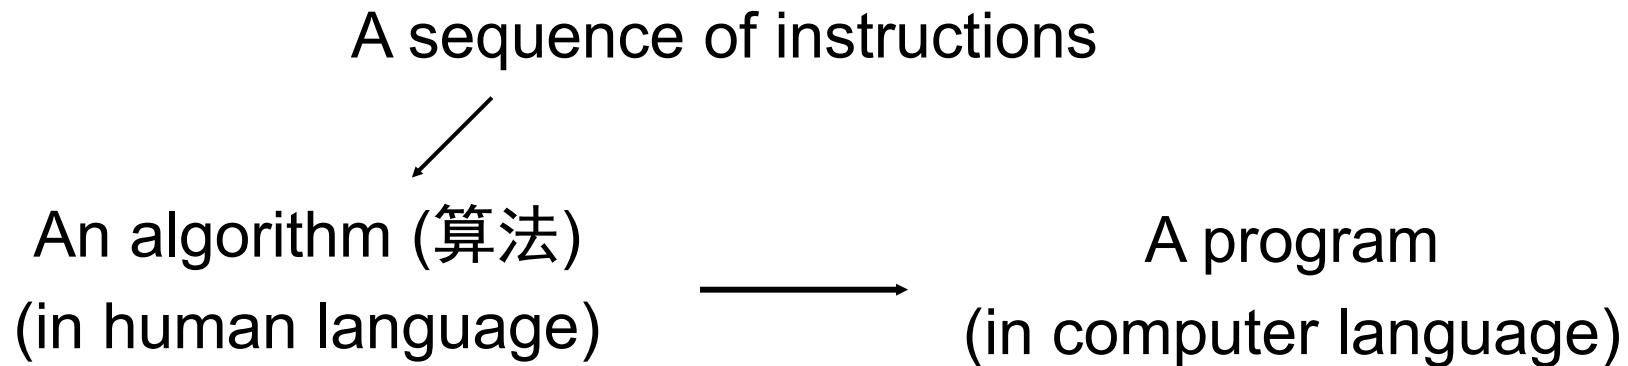 A sequence of instructions
An algorithm (算法)
(in human language)
A program
(in computer language)